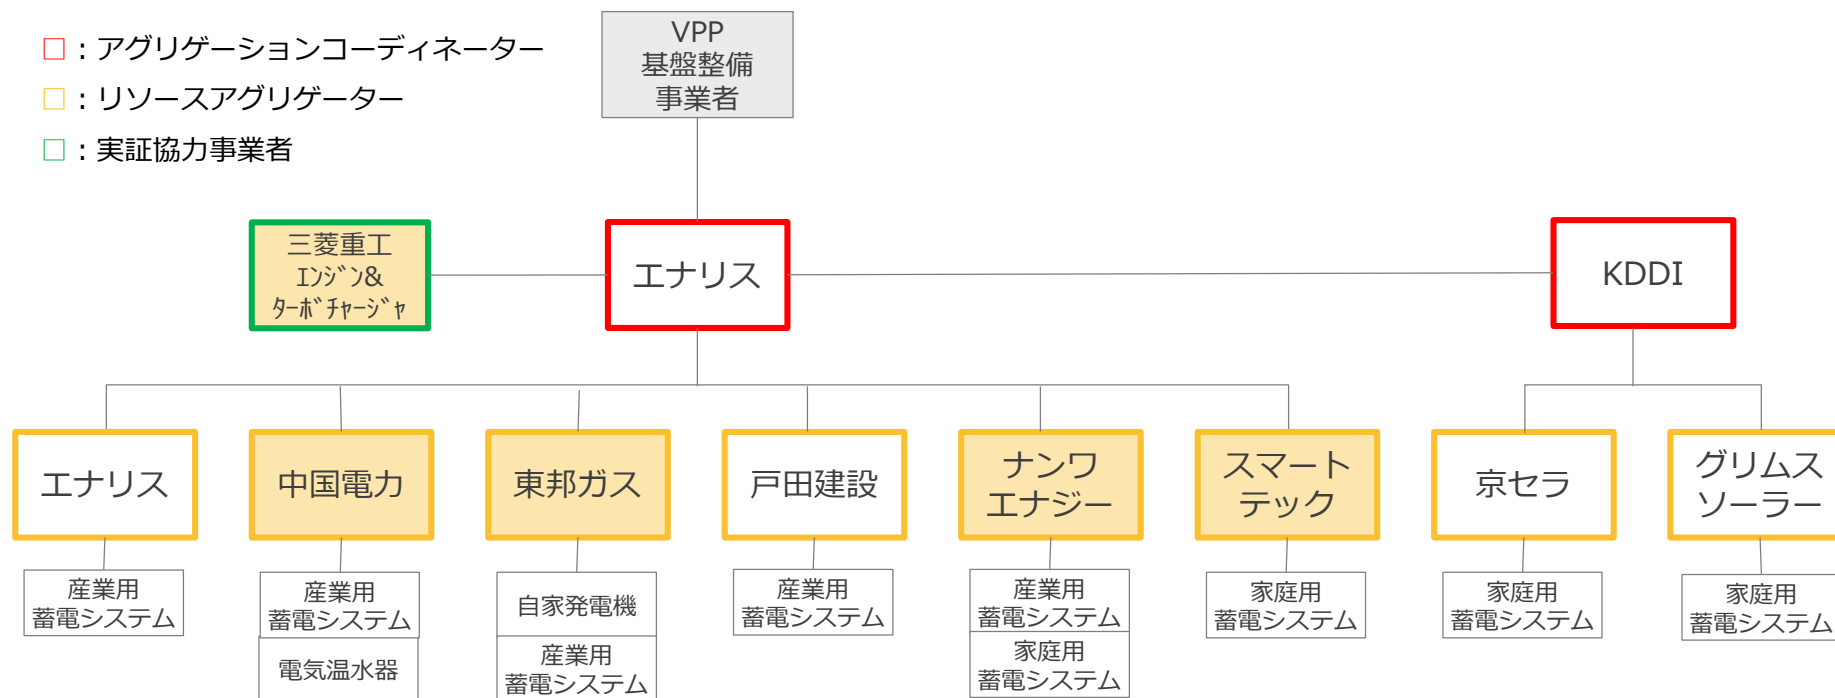 □：アグリゲーションコーディネーター
□：リソースアグリゲーター
□：実証協力事業者
VPP
基盤整備
事業者
三菱重工
ｴﾝｼﾞﾝ&
ﾀｰﾎﾞﾁｬｰｼﾞｬ
エナリス
KDDI
エナリス
中国電力
東邦ガス
戸田建設
ナンワ
エナジー
スマート
テック
京セラ
グリムス
ソーラー
産業用
蓄電システム
産業用
蓄電システム
電気温水器
自家発電機
産業用
蓄電システム
産業用
蓄電システム
産業用
蓄電システム
家庭用
蓄電システム
家庭用
蓄電システム
家庭用
蓄電システム
家庭用
蓄電システム